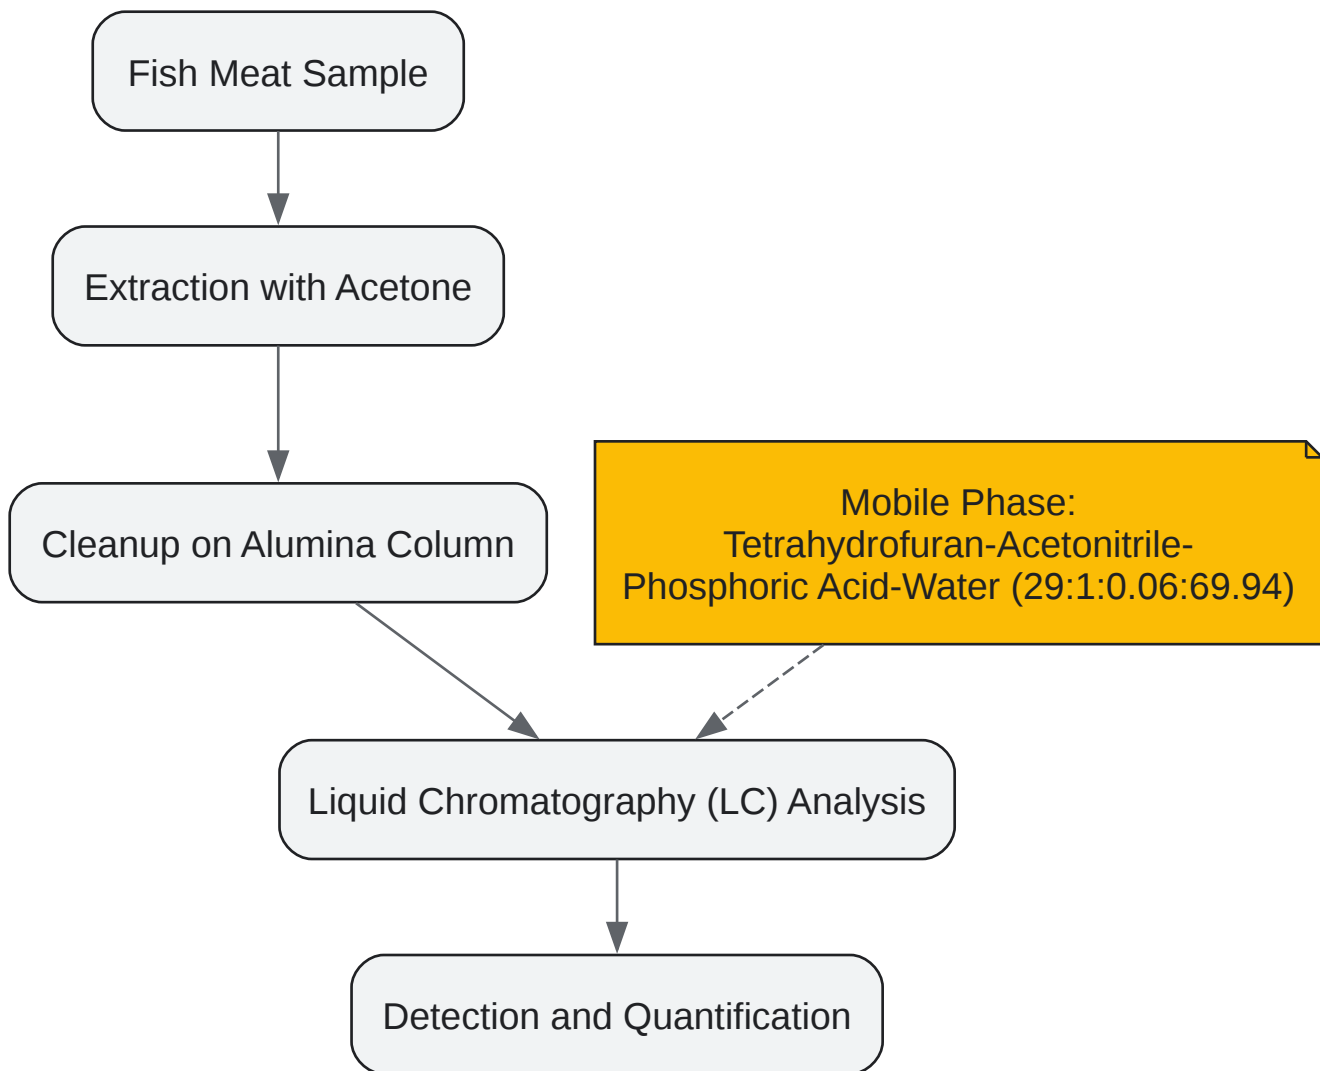 Fish Meat Sample
Extraction with Acetone
Cleanup on Alumina Column
Mobile Phase:
Tetrahydrofuran-Acetonitrile-
Phosphoric Acid-Water (29:1:0.06:69.94)
Liquid Chromatography (LC) Analysis
Detection and Quantification